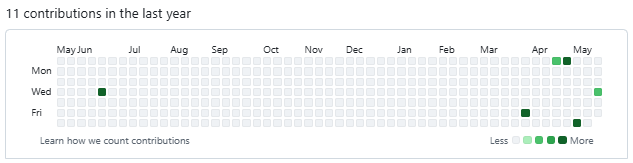 11 contributions in the last year
May Jun Jul Aug Sep Oct Nov Dec Jan Feb Mar Apr May
Mon
Wed
Fri
Learn how we count contributions Less More